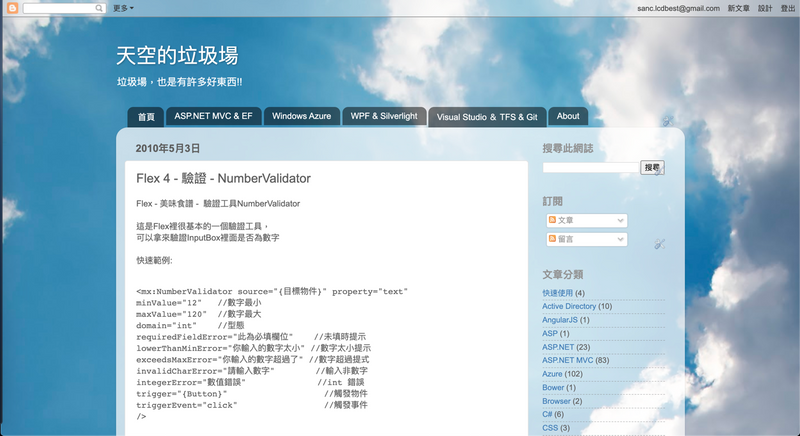 更多
sanc.lcdbest@gmail.com 新文章 設計 登出
天空的垃圾場
垃圾場，也是有許多好東西!!
首頁 ASP.NET MVC & EF Windows Azure WPF & Silverlight Visual Studio & TFS & Git About
2010年5月3日
Flex 4 - 驗證 - NumberValidator
Flex - 美味食譜 - 驗證工具NumberValidator
這是Flex裡很基本的一個驗證工具，
可以拿來驗證InputBox裡面是否為數字
快速範例:
<mx:NumberValidator source="{目標物件}" property="text"
minValue="12" //數字最小
maxValue="120" //數字最大
domain="int" //型態
requiredFieldError="此為必填欄位" //未填時提示
lowerThanMinError="你輸入的數字太小" //數字太小提示
exceedsMaxError="你輸入的數字超過了" //數字超過提式
invalidCharError="請輸入數字" //輸入非數字
integerError="數值錯誤" //int 錯誤
trigger="{Button}" //觸發物件
triggerEvent="click" //觸發事件
/>
搜尋此網誌
搜尋
訂閱
文章
留言
文章分類
快速使用 (4)
Active Directory (10)
AngularJS (1)
ASP (1)
ASP.NET (23)
ASP.NET MVC (83)
Azure (102)
Bower (1)
Browser (2)
C# (6)
CSS (3)